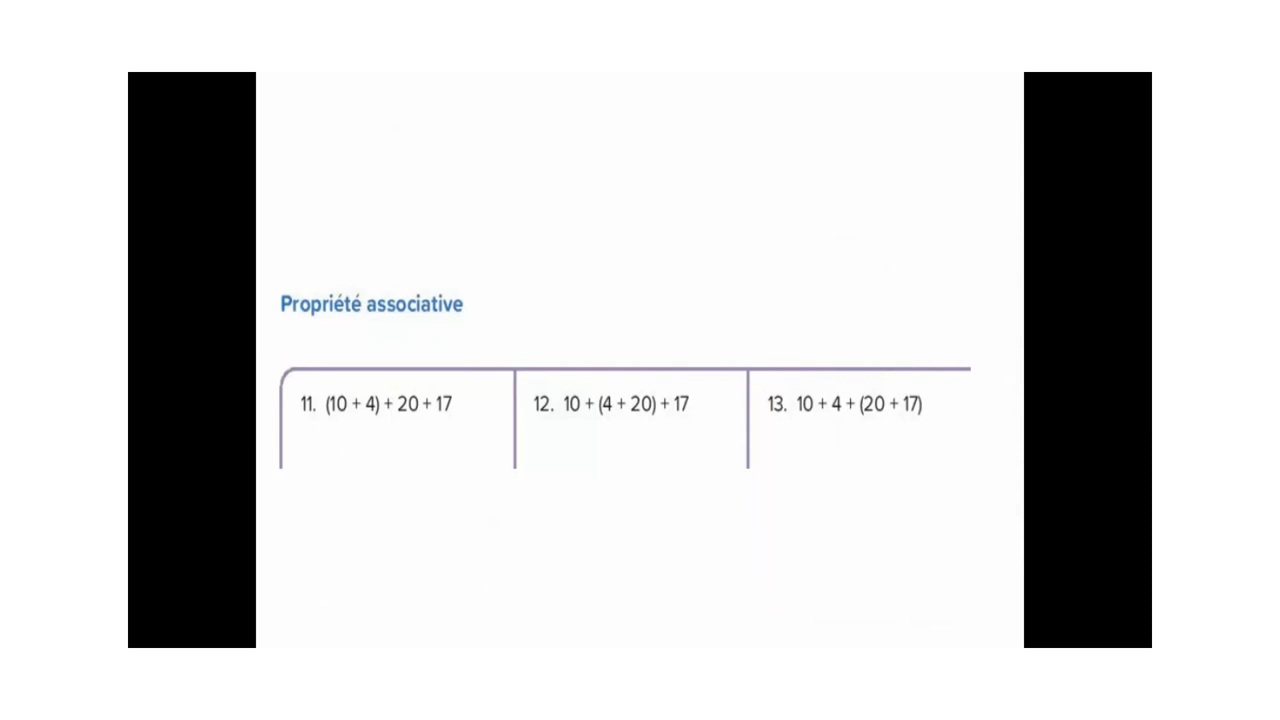 Propriété associative
11. (10 + 4) + 20 + 17
12. 10 + (4 + 20) + 17
13. 10 + 4 + (20 + 17)